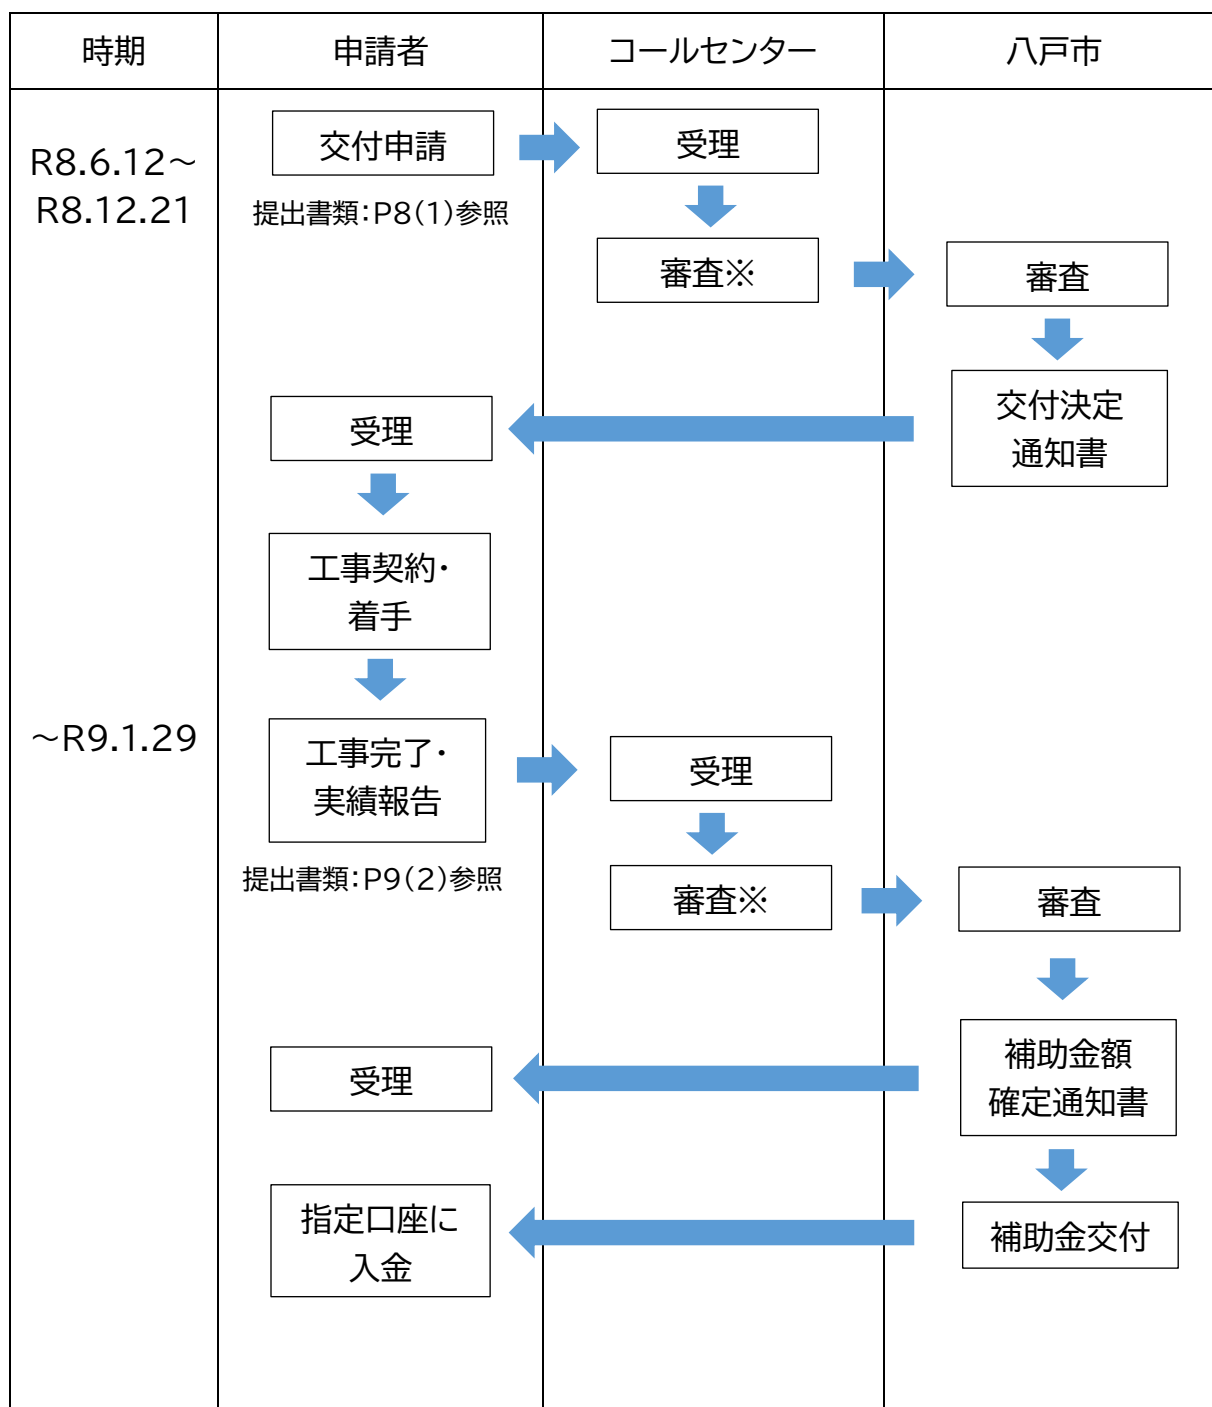 時期
申請者
コールセンター
八戸市
R8.6.12～
R8.12.21
交付申請
受理
提出書類：P8(1)参照
審査※
審査
受理
交付決定
通知書
工事契約・
着手
～R9.1.29
工事完了・
実績報告
受理
提出書類：P9(2)参照
審査※
審査
受理
補助金額
確定通知書
指定口座に
入金
補助金交付